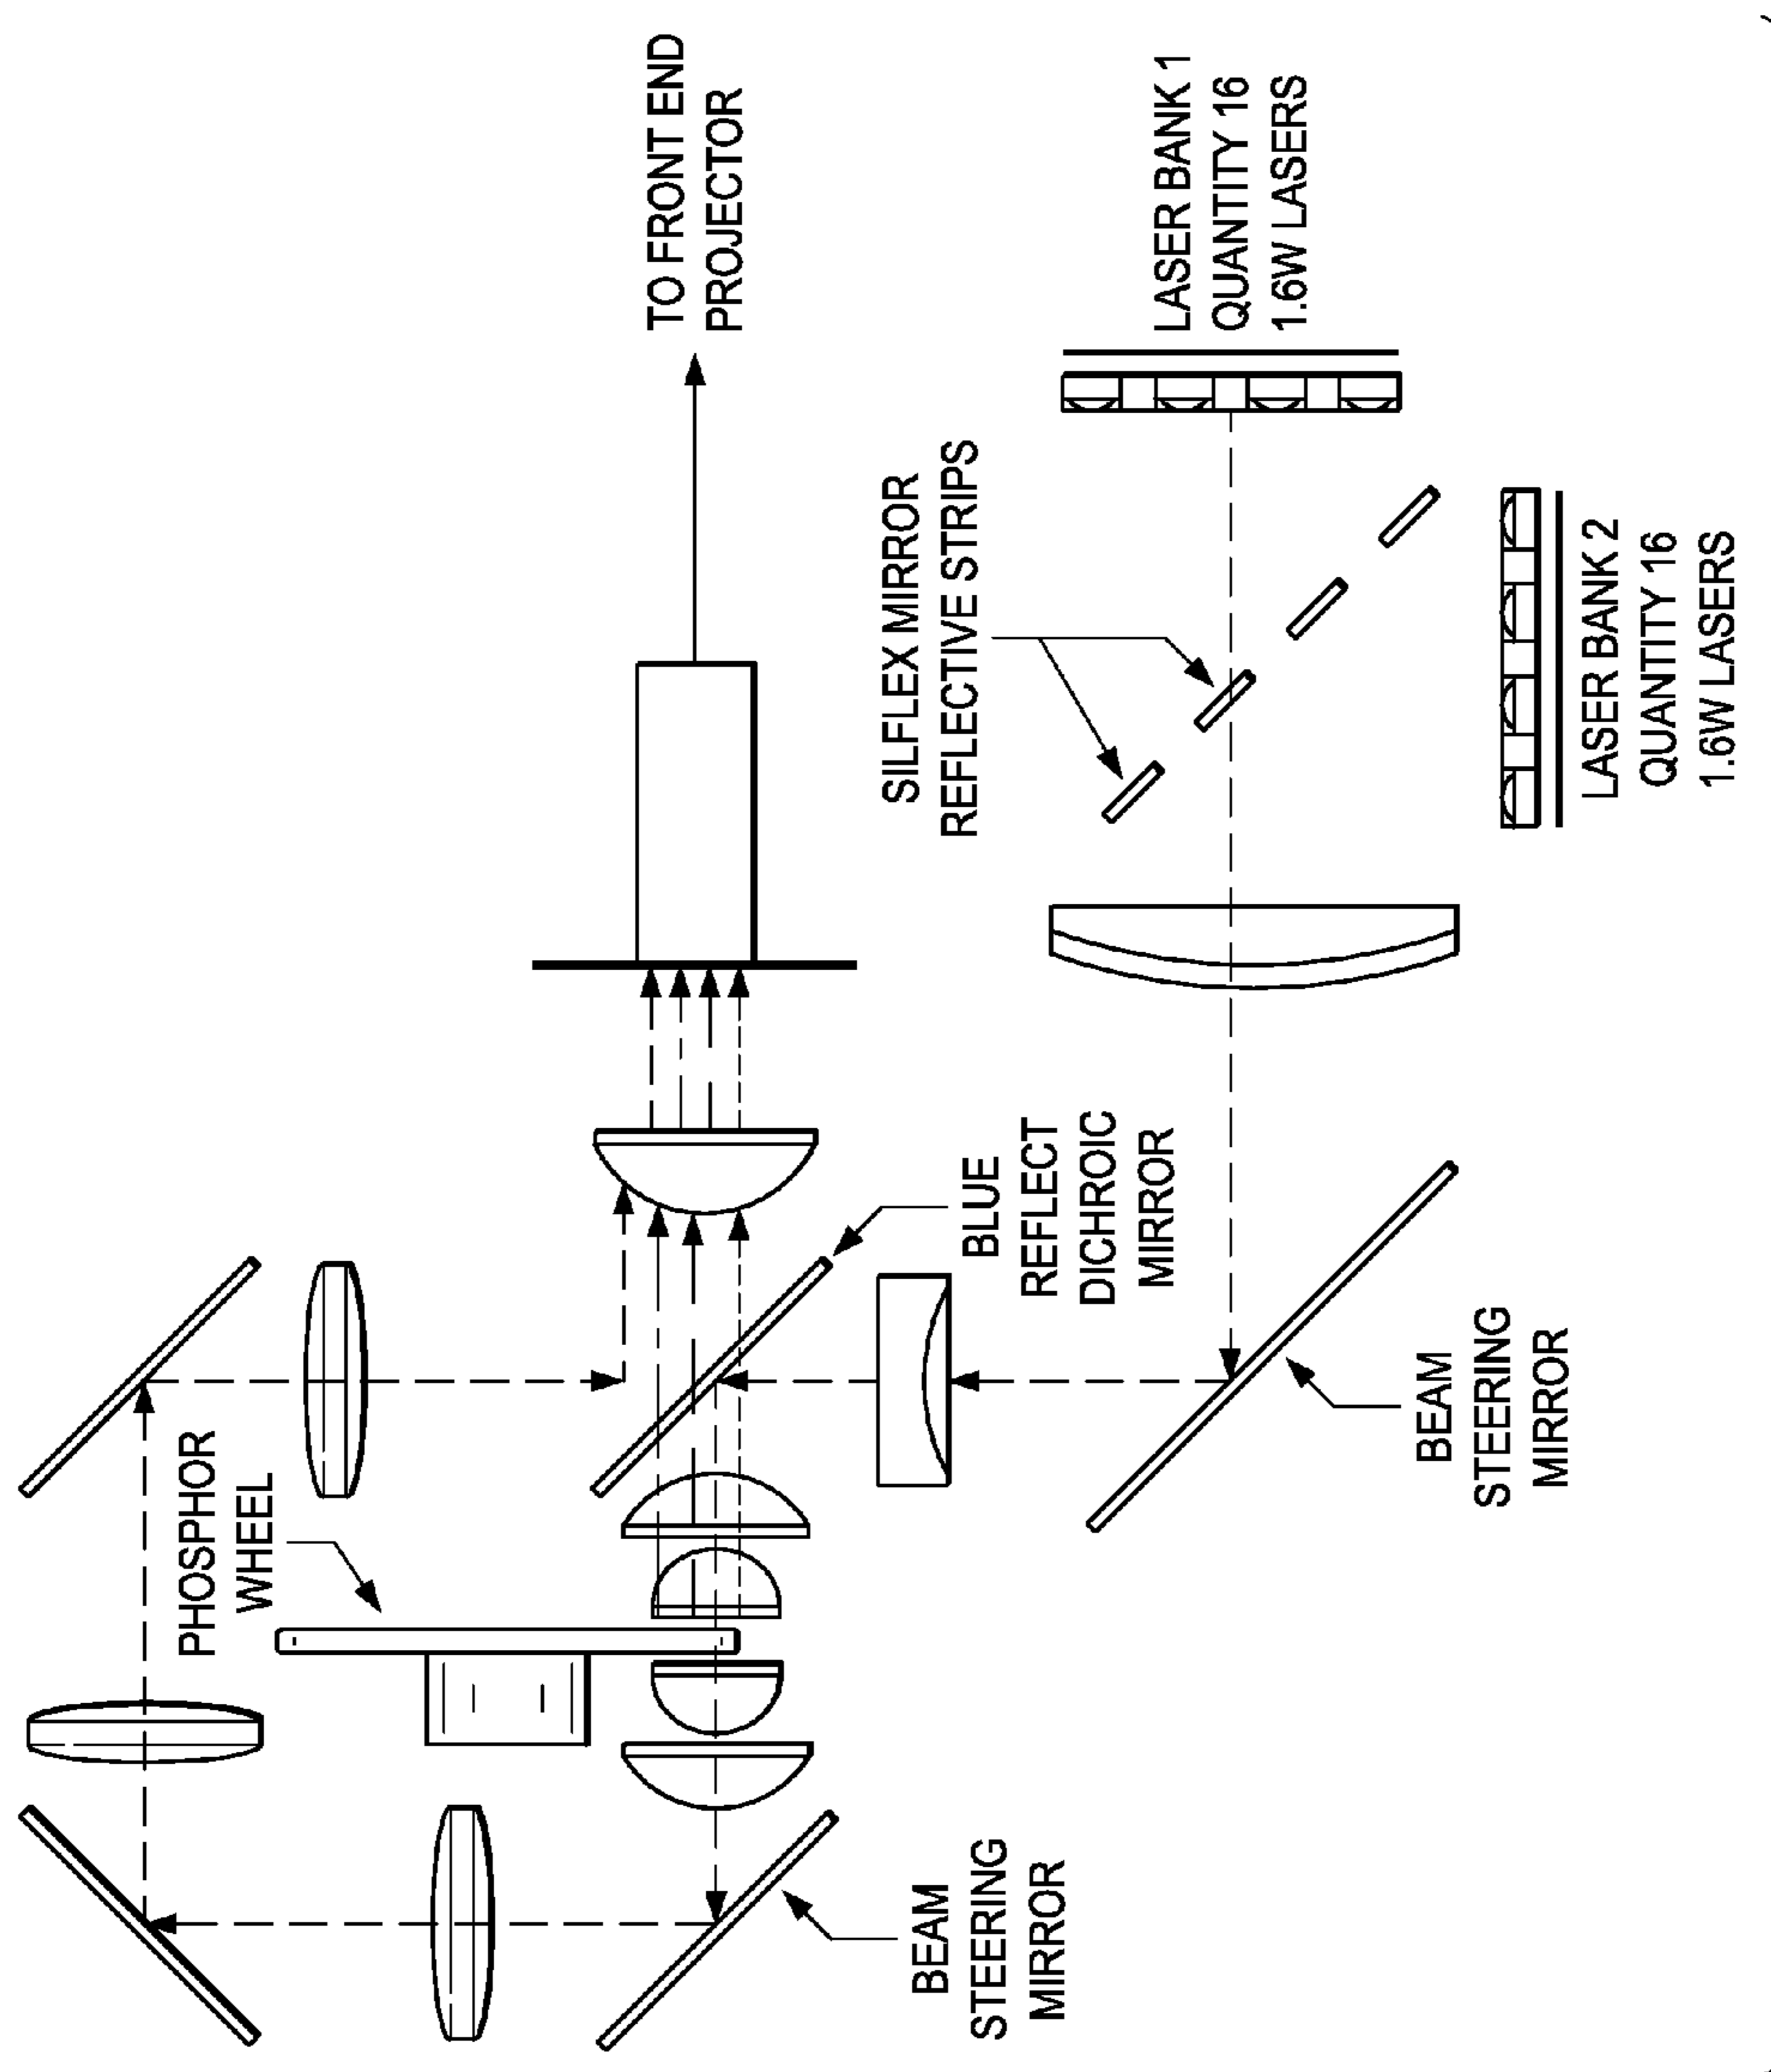 TO FRONT END
PROJECTOR
LASER BANK 1
QUANTITY 16
1.6W LASERS
SILFLEX MIRROR
REFLECTIVE STRIPS
LASER BANK 2
QUANTITY 16
1.6W LASERS
BLUE
REFLECT
DICHROIC
MIRROR
PHOSPHOR
WHEEL
BEAM
STEERING
MIRROR
BEAM
STEERING
MIRROR